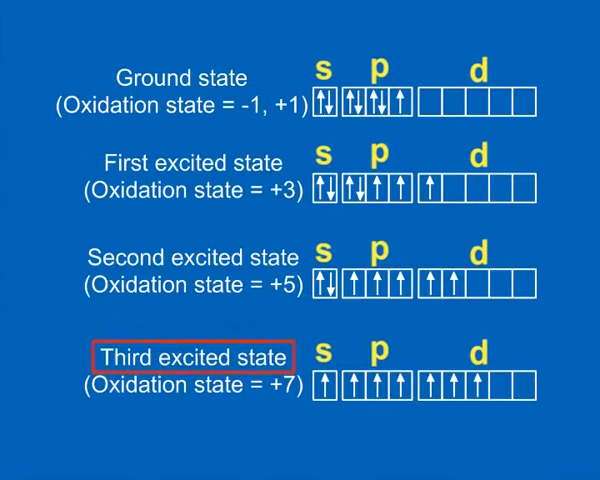 s p d
Ground state
(Oxidation state = -1, +1)
s p d
First excited state
(Oxidation state = +3)
s p d
Second excited state
(Oxidation state = +5)
s p d
Third excited state
(Oxidation state = +7)